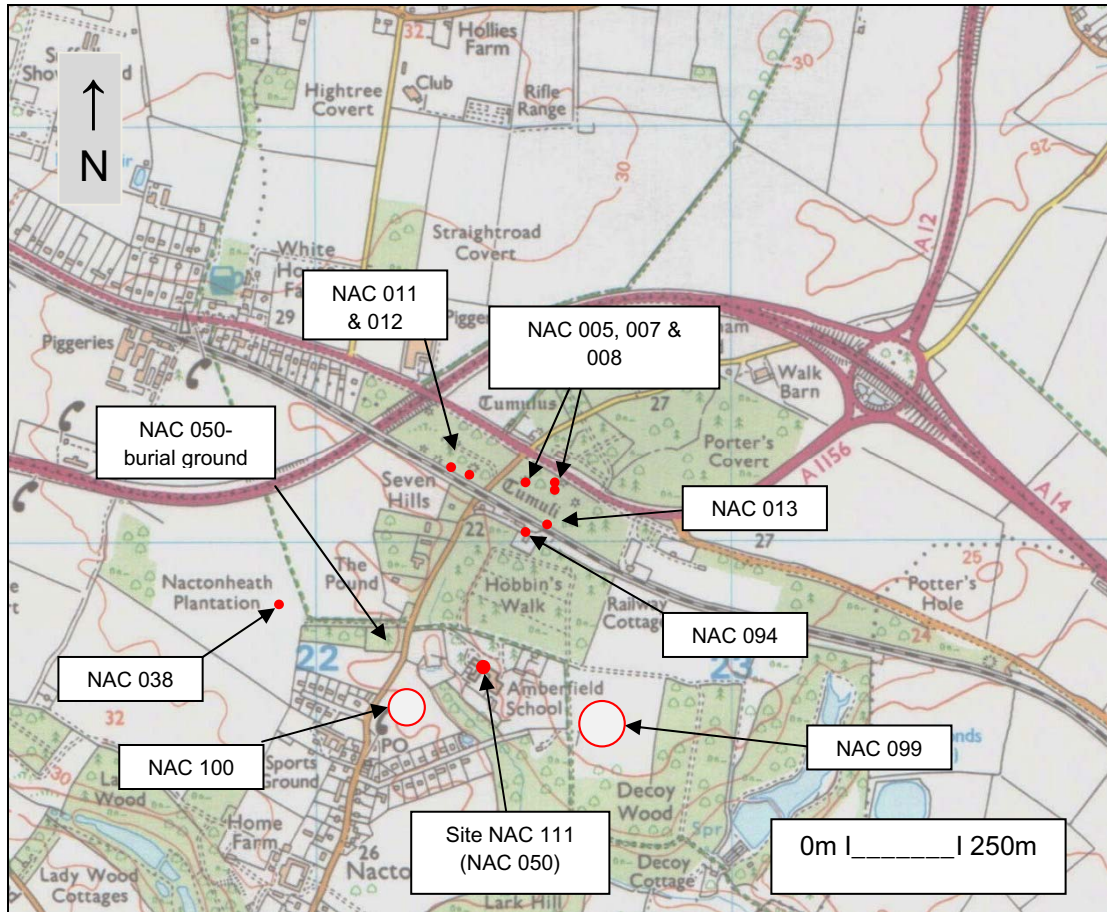 32
Hollies
Farm
Club
Hightree
Covert
Rifle
Range
30
25
N
30
A12
Straightroad
Covert
White
29
NAC 011
& 012
NAC 005, 007 &
008
Piggeries
Walk
Barn
Tumulus
27
NAC 050-
burial ground
Porter's
Covert
A1156
A14
Seven
Hills
Tumuli
NAC 013
22
27
25
Nactonheath
Plantation
The
Pound
Hobbin's
Walk
Railway
Potter's
Hole
24
NAC 094
22
23
NAC 038
Amberfield
School
32
NAC 100
PO
NAC 099
Sports
Ground
30
Wood
Decoy
Wood
Home
Farm
Site NAC 111
(NAC 050)
Spr
0m I_______I 250m
26
Lady Wood
Cottages
Decoy
Cottage
Lark Hill